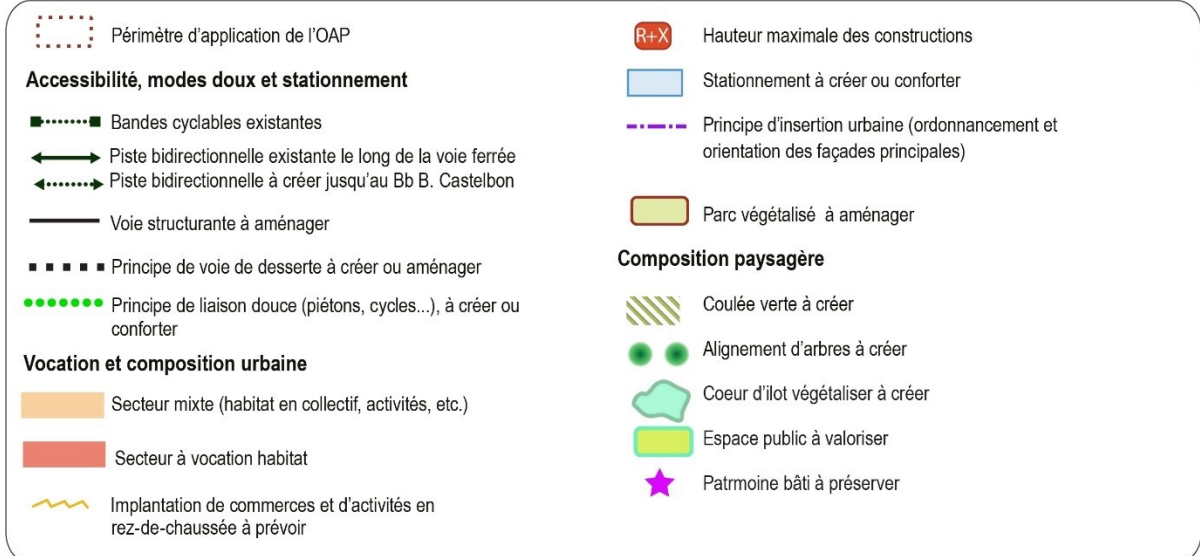 Périmètre d'application de l'OAP
Accessibilité, modes doux et stationnement
Bandes cyclables existantes
Piste bidirectionnelle existante le long de la voie ferrée
Piste bidirectionnelle à créer jusqu'au Bb B. Castelbon
Voie structurante à aménager
Principe de voie de desserte à créer ou aménager
Principe de liaison douce (piétons, cycles...), à créer ou
conforter
Vocation et composition urbaine
Secteur mixte (habitat en collectif, activités, etc.)
Secteur à vocation habitat
Implantation de commerces et d'activités en
rez-de-chaussée à prévoir
R+X
Hauteur maximale des constructions
Stationnement à créer ou conforter
Principe d'insertion urbaine (ordonnancement et
orientation des façades principales)
Parc végétalisé à aménager
Composition paysagère
Coulée verte à créer
Alignement d'arbres à créer
Coeur d'ilot végétaliser à créer
Espace public à valoriser
Patrmoine bâti à préserver